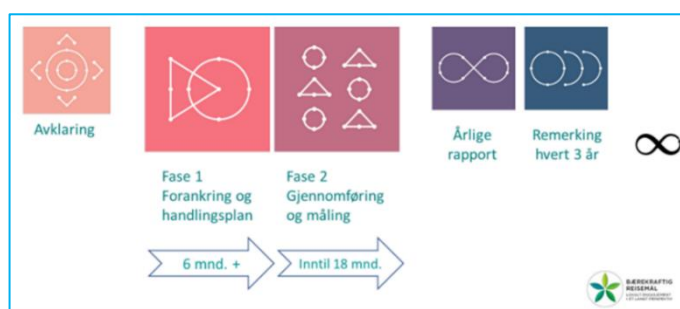 Avklaring
Fase 1
Forankring og
handlingsplan
Fase 2
Gjennomføring
og måling
Årlige
rapport
Remerking
hvert 3 år
6 mnd. +
Inntil 18 mnd.
BÆREKRAFTIG
REISEMÅL